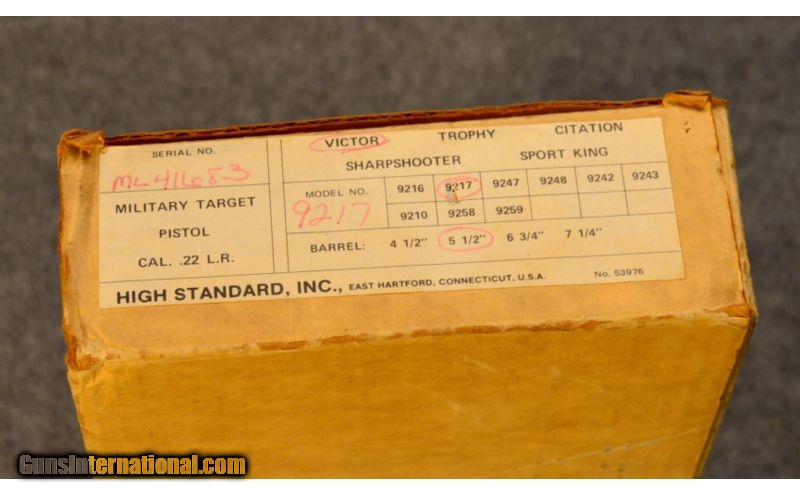 SERIAL NO.
ML41683
MILITARY TARGET
PISTOL
CAL. .22 L.R.
VICTOR TROPHY CITATION
SHARPSHOOTER SPORT KING
MODEL NO. 9216 9217 9247 9248 9242 9243
9217 9210 9258 9259
BARREL: 4 1/2" 5 1/2" 6 3/4" 7 1/4"
HIGH STANDARD, INC., EAST HARTFORD, CONNECTICUT, U.S.A. No. 53976
GunsInternational.com